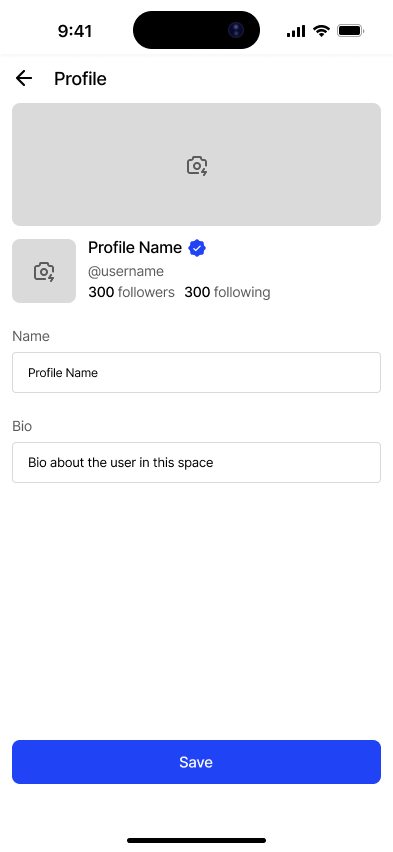 9:41
Profile
Profile Name
@username
300 followers 300 following
Name
Profile Name
Bio
Bio about the user in this space
Save